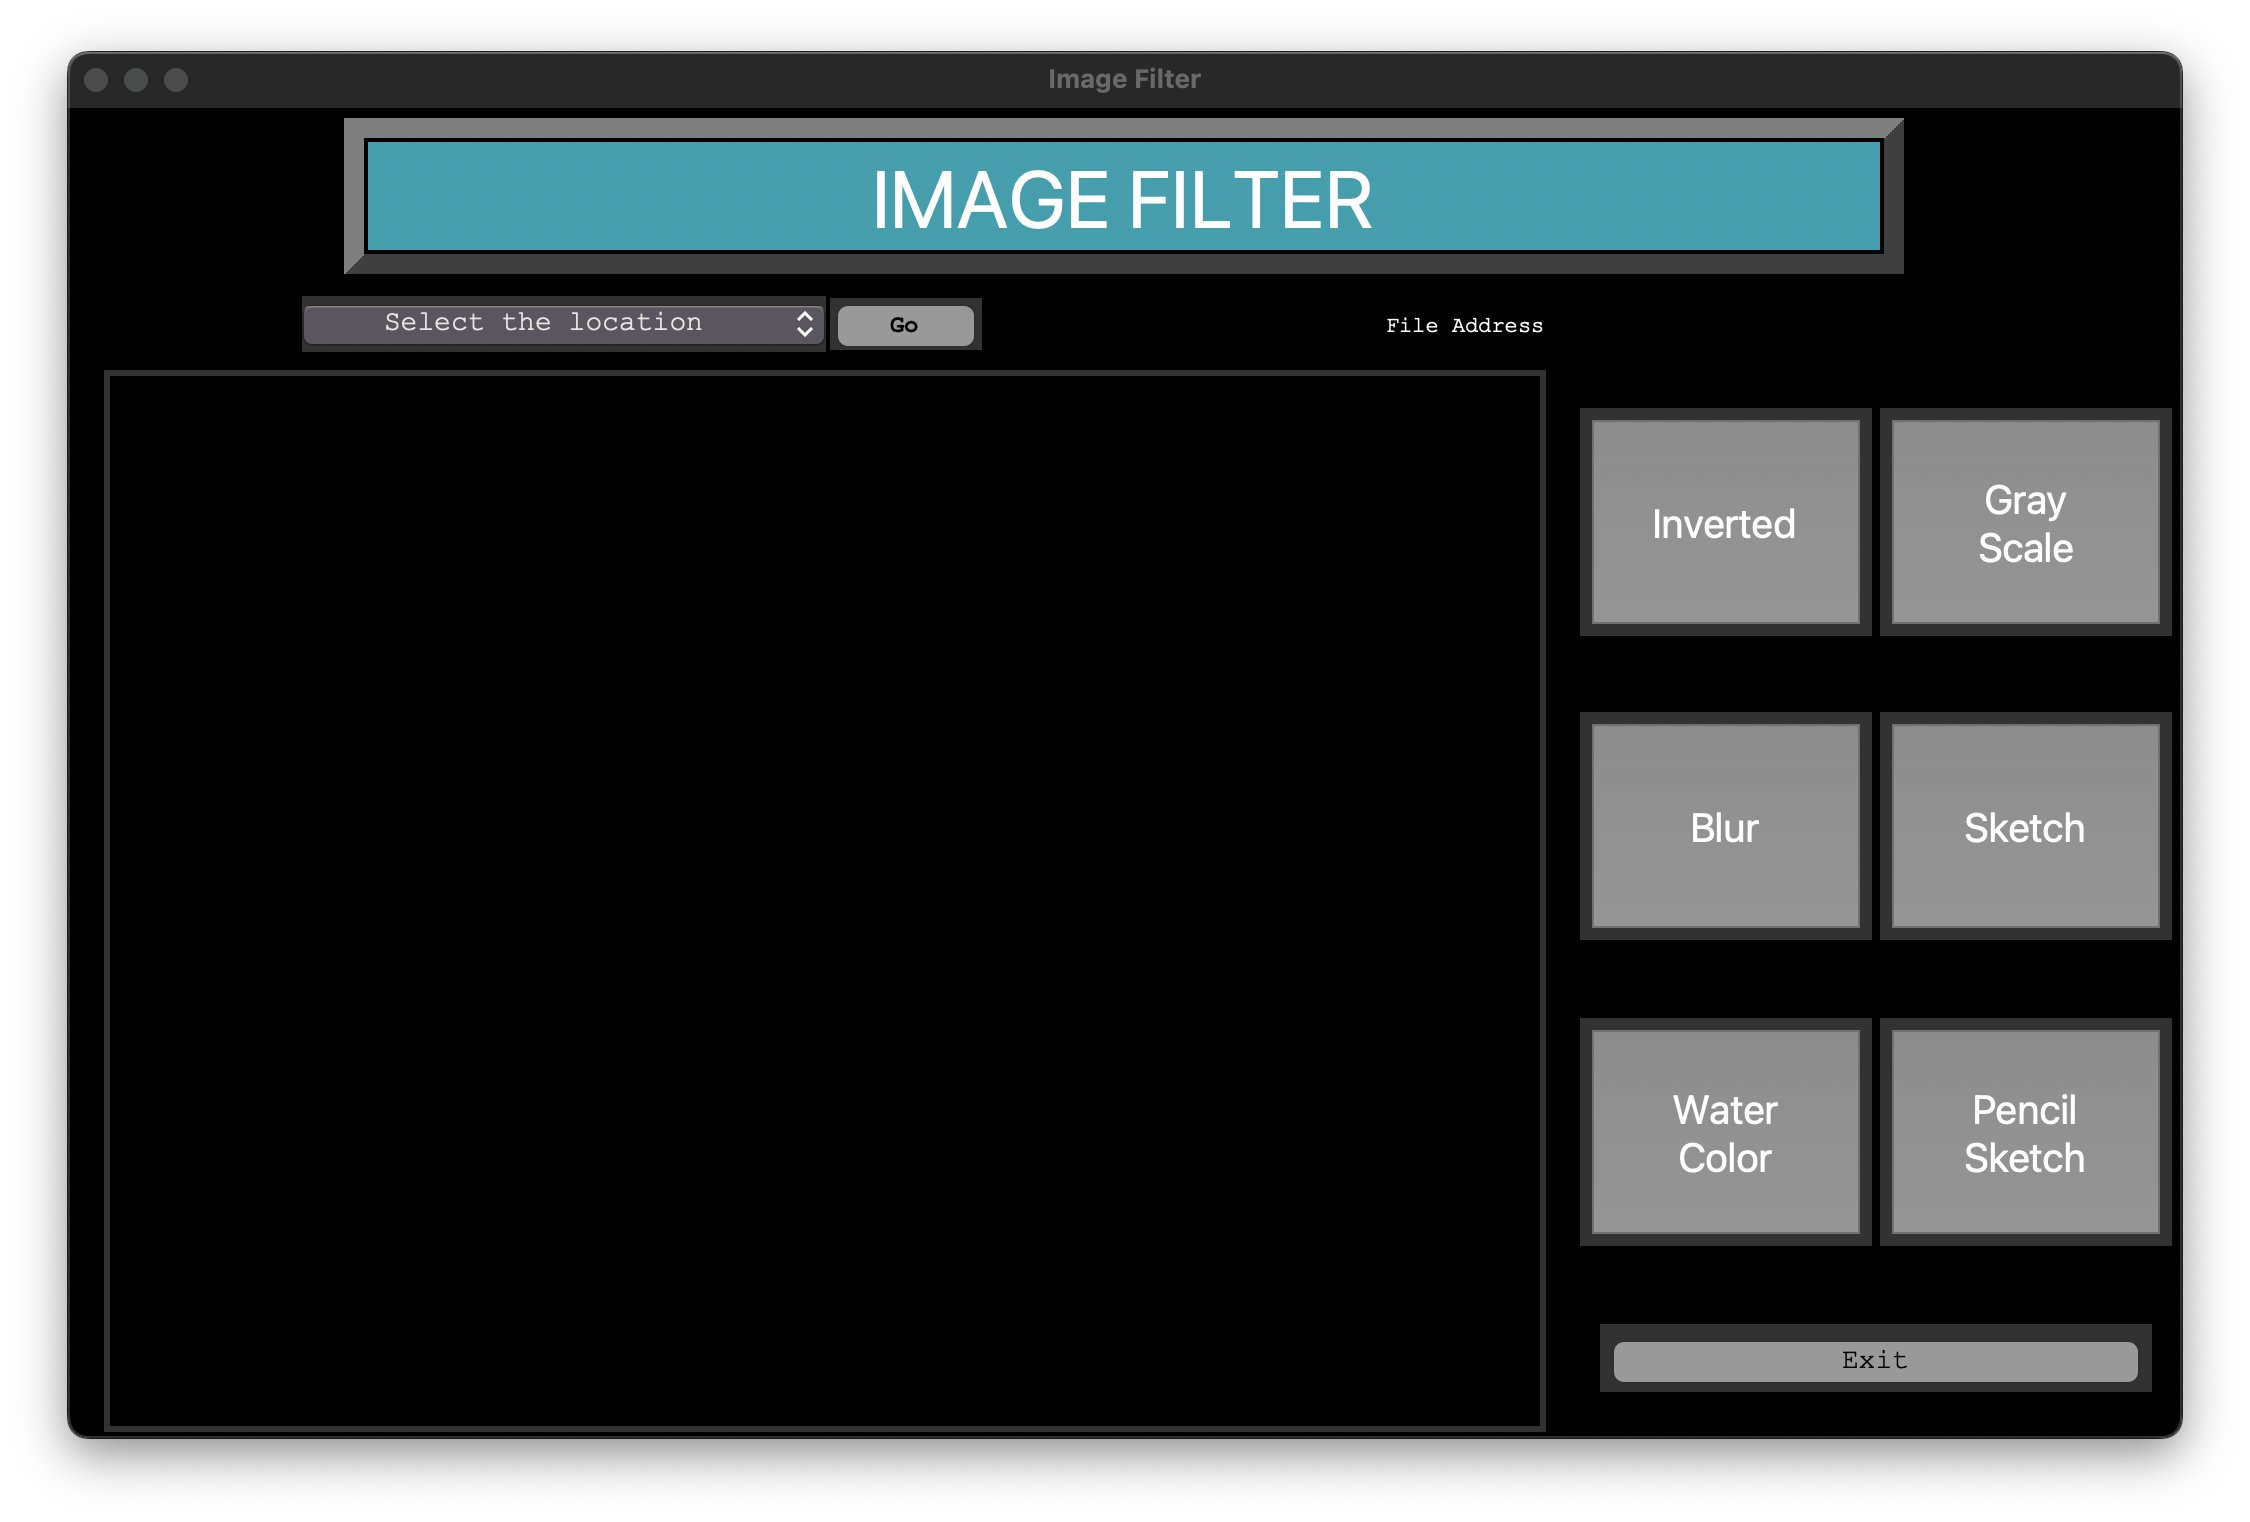 Image Filter
IMAGE FILTER
Select the location
Go
File Address
Inverted
Gray
Scale
Blur
Sketch
Water
Color
Pencil
Sketch
Exit